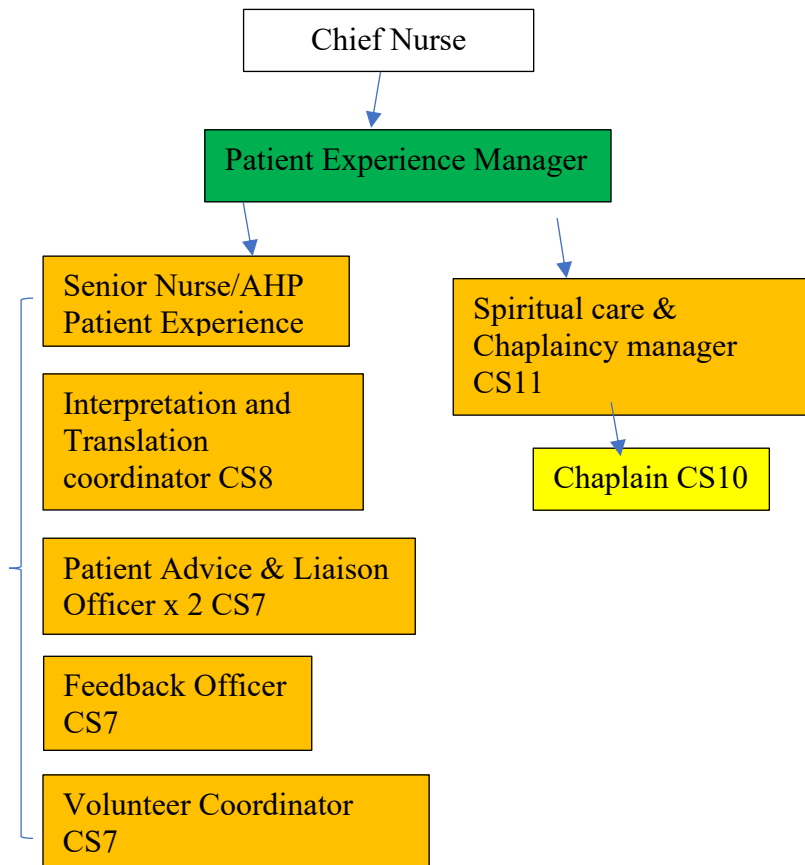 Chief Nurse
Patient Experience Manager
Senior Nurse/AHP
Patient Experience
Interpretation and
Translation
coordinator CS8
Patient Advice & Liaison
Officer x 2 CS7
Feedback Officer
CS7
Volunteer Coordinator
CS7
Spiritual care &
Chaplaincy manager
CS11
Chaplain CS10